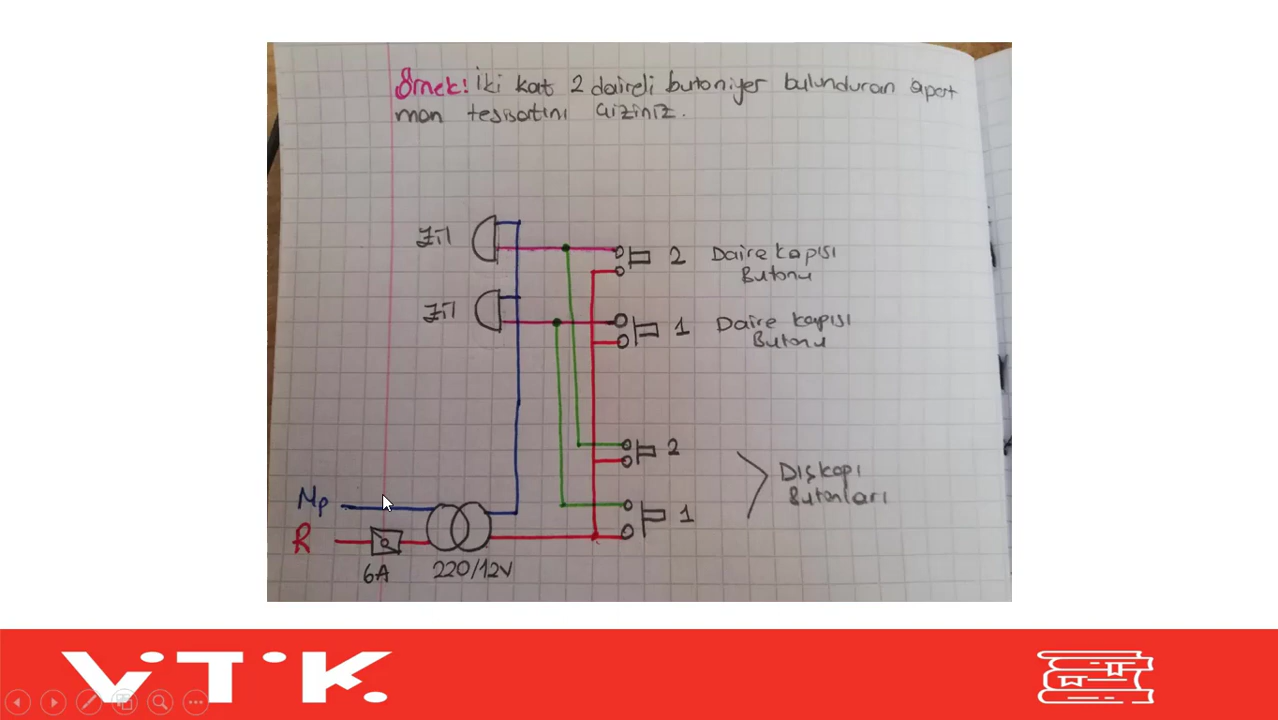 Örnek: İki kat 2 daireli butoniyer bulunduran apart
man tesisatını çiziniz.
Zil
2 Daire kapısı
Butonu
Zil
1 Daire kapısı
Butonu
2
Dış kapı
Butonları
Mp
1
R
6A
220/12V
VTK.